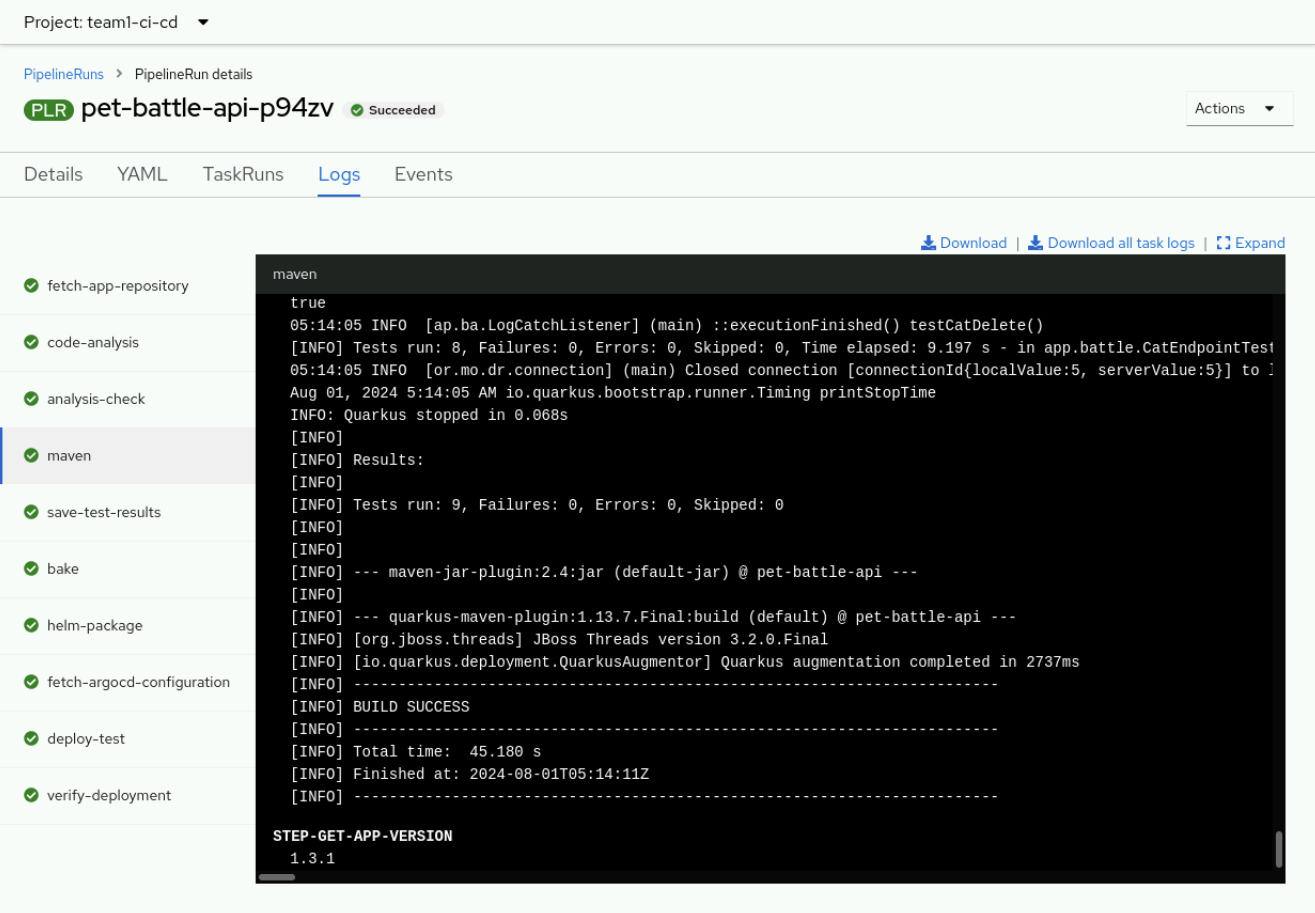 Project: team1-ci-cd
PipelineRuns > PipelineRun details
PLR pet-battle-api-p94zv Succeeded
Actions
Details YAML TaskRuns Logs Events
Download | Download all task logs | Expand
fetch-app-repository
code-analysis
analysis-check
maven
save-test-results
bake
helm-package
fetch-argocd-configuration
deploy-test
verify-deployment
maven
true
05:14:05 INFO  [ap.ba.LogCatchListener] (main) ::executionFinished() testCatDelete()
[INFO] Tests run: 8, Failures: 0, Errors: 0, Skipped: 0, Time elapsed: 9.197 s - in app.battle.CatEndpointTest
05:14:05 INFO  [or.mo.dr.connection] (main) Closed connection [connectionId{localValue:5, serverValue:5}] to
Aug 01, 2024 5:14:05 AM io.quarkus.bootstrap.runner.Timing printStopTime
INFO: Quarkus stopped in 0.068s
[INFO]
[INFO] Results:
[INFO]
[INFO] Tests run: 9, Failures: 0, Errors: 0, Skipped: 0
[INFO]
[INFO]
[INFO] --- maven-jar-plugin:2.4:jar (default-jar) @ pet-battle-api ---
[INFO]
[INFO] --- quarkus-maven-plugin:1.13.7.Final:build (default) @ pet-battle-api ---
[INFO] [org.jboss.threads] JBoss Threads version 3.2.0.Final
[INFO] [io.quarkus.deployment.QuarkusAugmentor] Quarkus augmentation completed in 2737ms
[INFO] ------------------------------------------------------------------------
[INFO] BUILD SUCCESS
[INFO] ------------------------------------------------------------------------
[INFO] Total time:  45.180 s
[INFO] Finished at: 2024-08-01T05:14:11Z
[INFO] ------------------------------------------------------------------------
STEP-GET-APP-VERSION
1.3.1